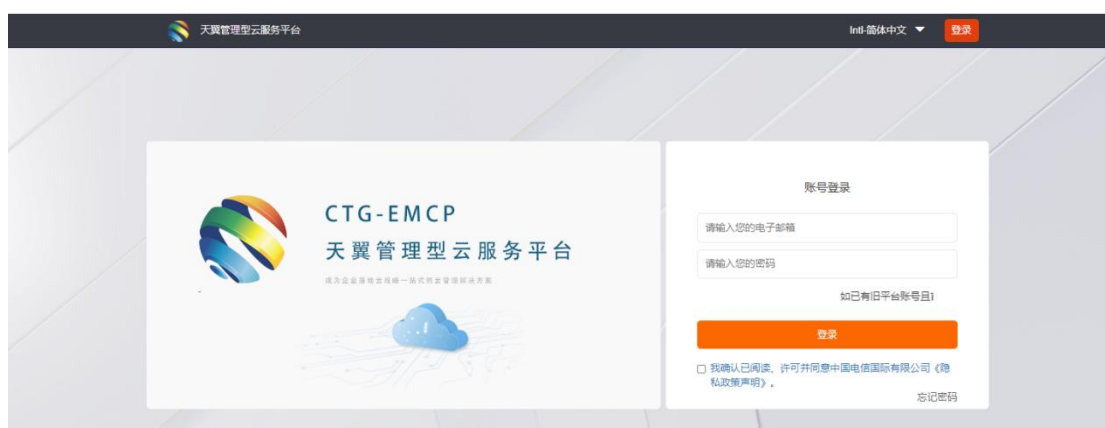 天翼管理型云服务平台
Intl-简体中文
登录
账号登录
CTG-EMCP
天翼管理型云服务平台
请输入您的电子邮箱
请输入您的密码
如已有旧平台账号且i
登录
我确认已阅读、许可并同意中国电信国际有限公司《隐
私政策声明》。
忘记密码